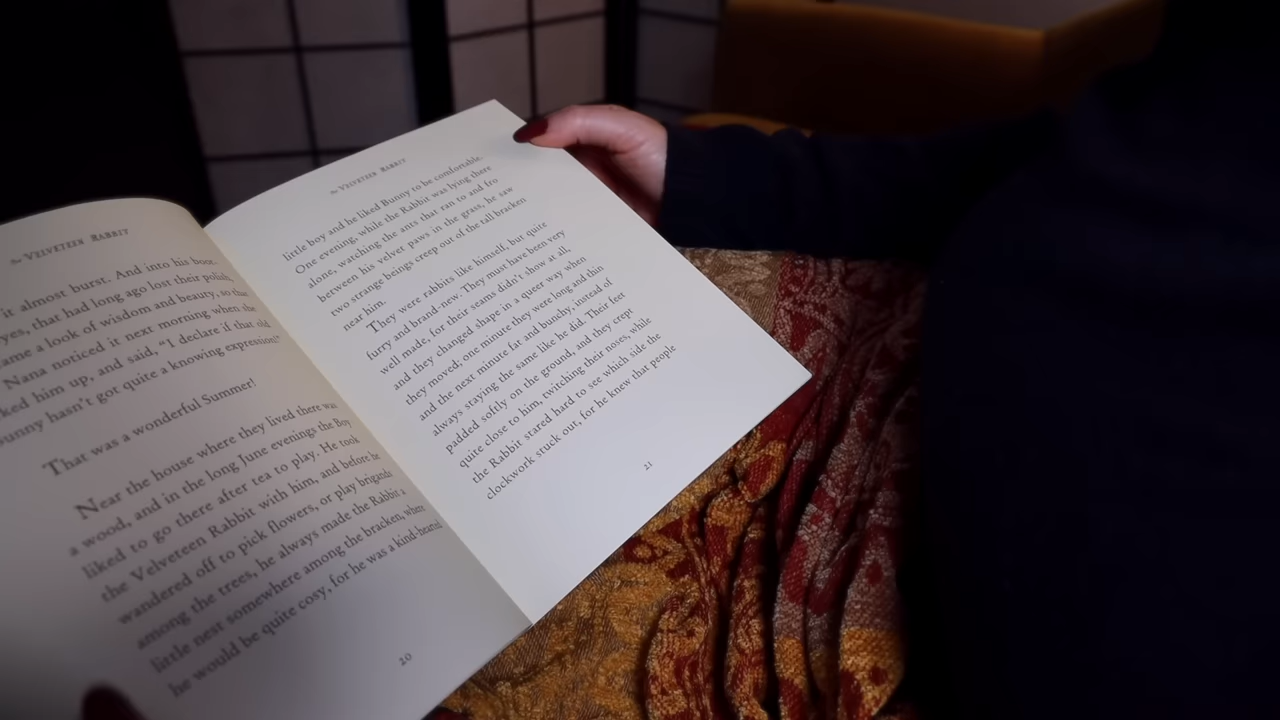 The VELVETEEN RABBIT
it almost burst. And into his boot-
yes, that had long ago lost their polish,
ame a look of wisdom and beauty, so that
Nana noticed it next morning when she
ked him up, and said, “I declare if that old
unny hasn't got quite a knowing expression!”
That was a wonderful Summer!
Near the house where they lived there was
a wood, and in the long June evenings the Boy
liked to go there after tea to play. He took
the Velveteen Rabbit with him, and before he
wandered off to pick flowers, or play brigands
among the trees, he always made the Rabbit a
little nest somewhere among the bracken, where
he would be quite cosy, for he was a kind-hearted
20
The VELVETEEN RABBIT
little boy and he liked Bunny to be comfortable.
One evening, while the Rabbit was lying there
alone, watching the ants that ran to and fro
between his velvet paws in the grass, he saw
two strange beings creep out of the tall bracken
near him.
They were rabbits like himself, but quite
furry and brand-new. They must have been very
well made, for their seams didn't show at all,
and they changed shape in a queer way when
they moved; one minute they were long and thin
and the next minute fat and bunchy, instead of
always staying the same like he did. Their feet
padded softly on the ground, and they crept
quite close to him, twitching their noses, while
the Rabbit stared hard to see which side the
clockwork stuck out, for he knew that people
21